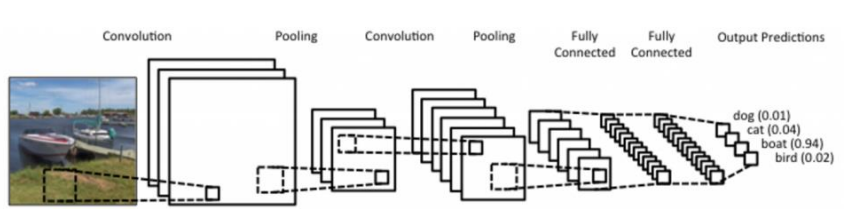 Convolution
Pooling
Convolution
Pooling
Fully
Connected
Fully
Connected
Output Predictions
dog (0.01)
cat (0.04)
boat (0.94)
bird (0.02)